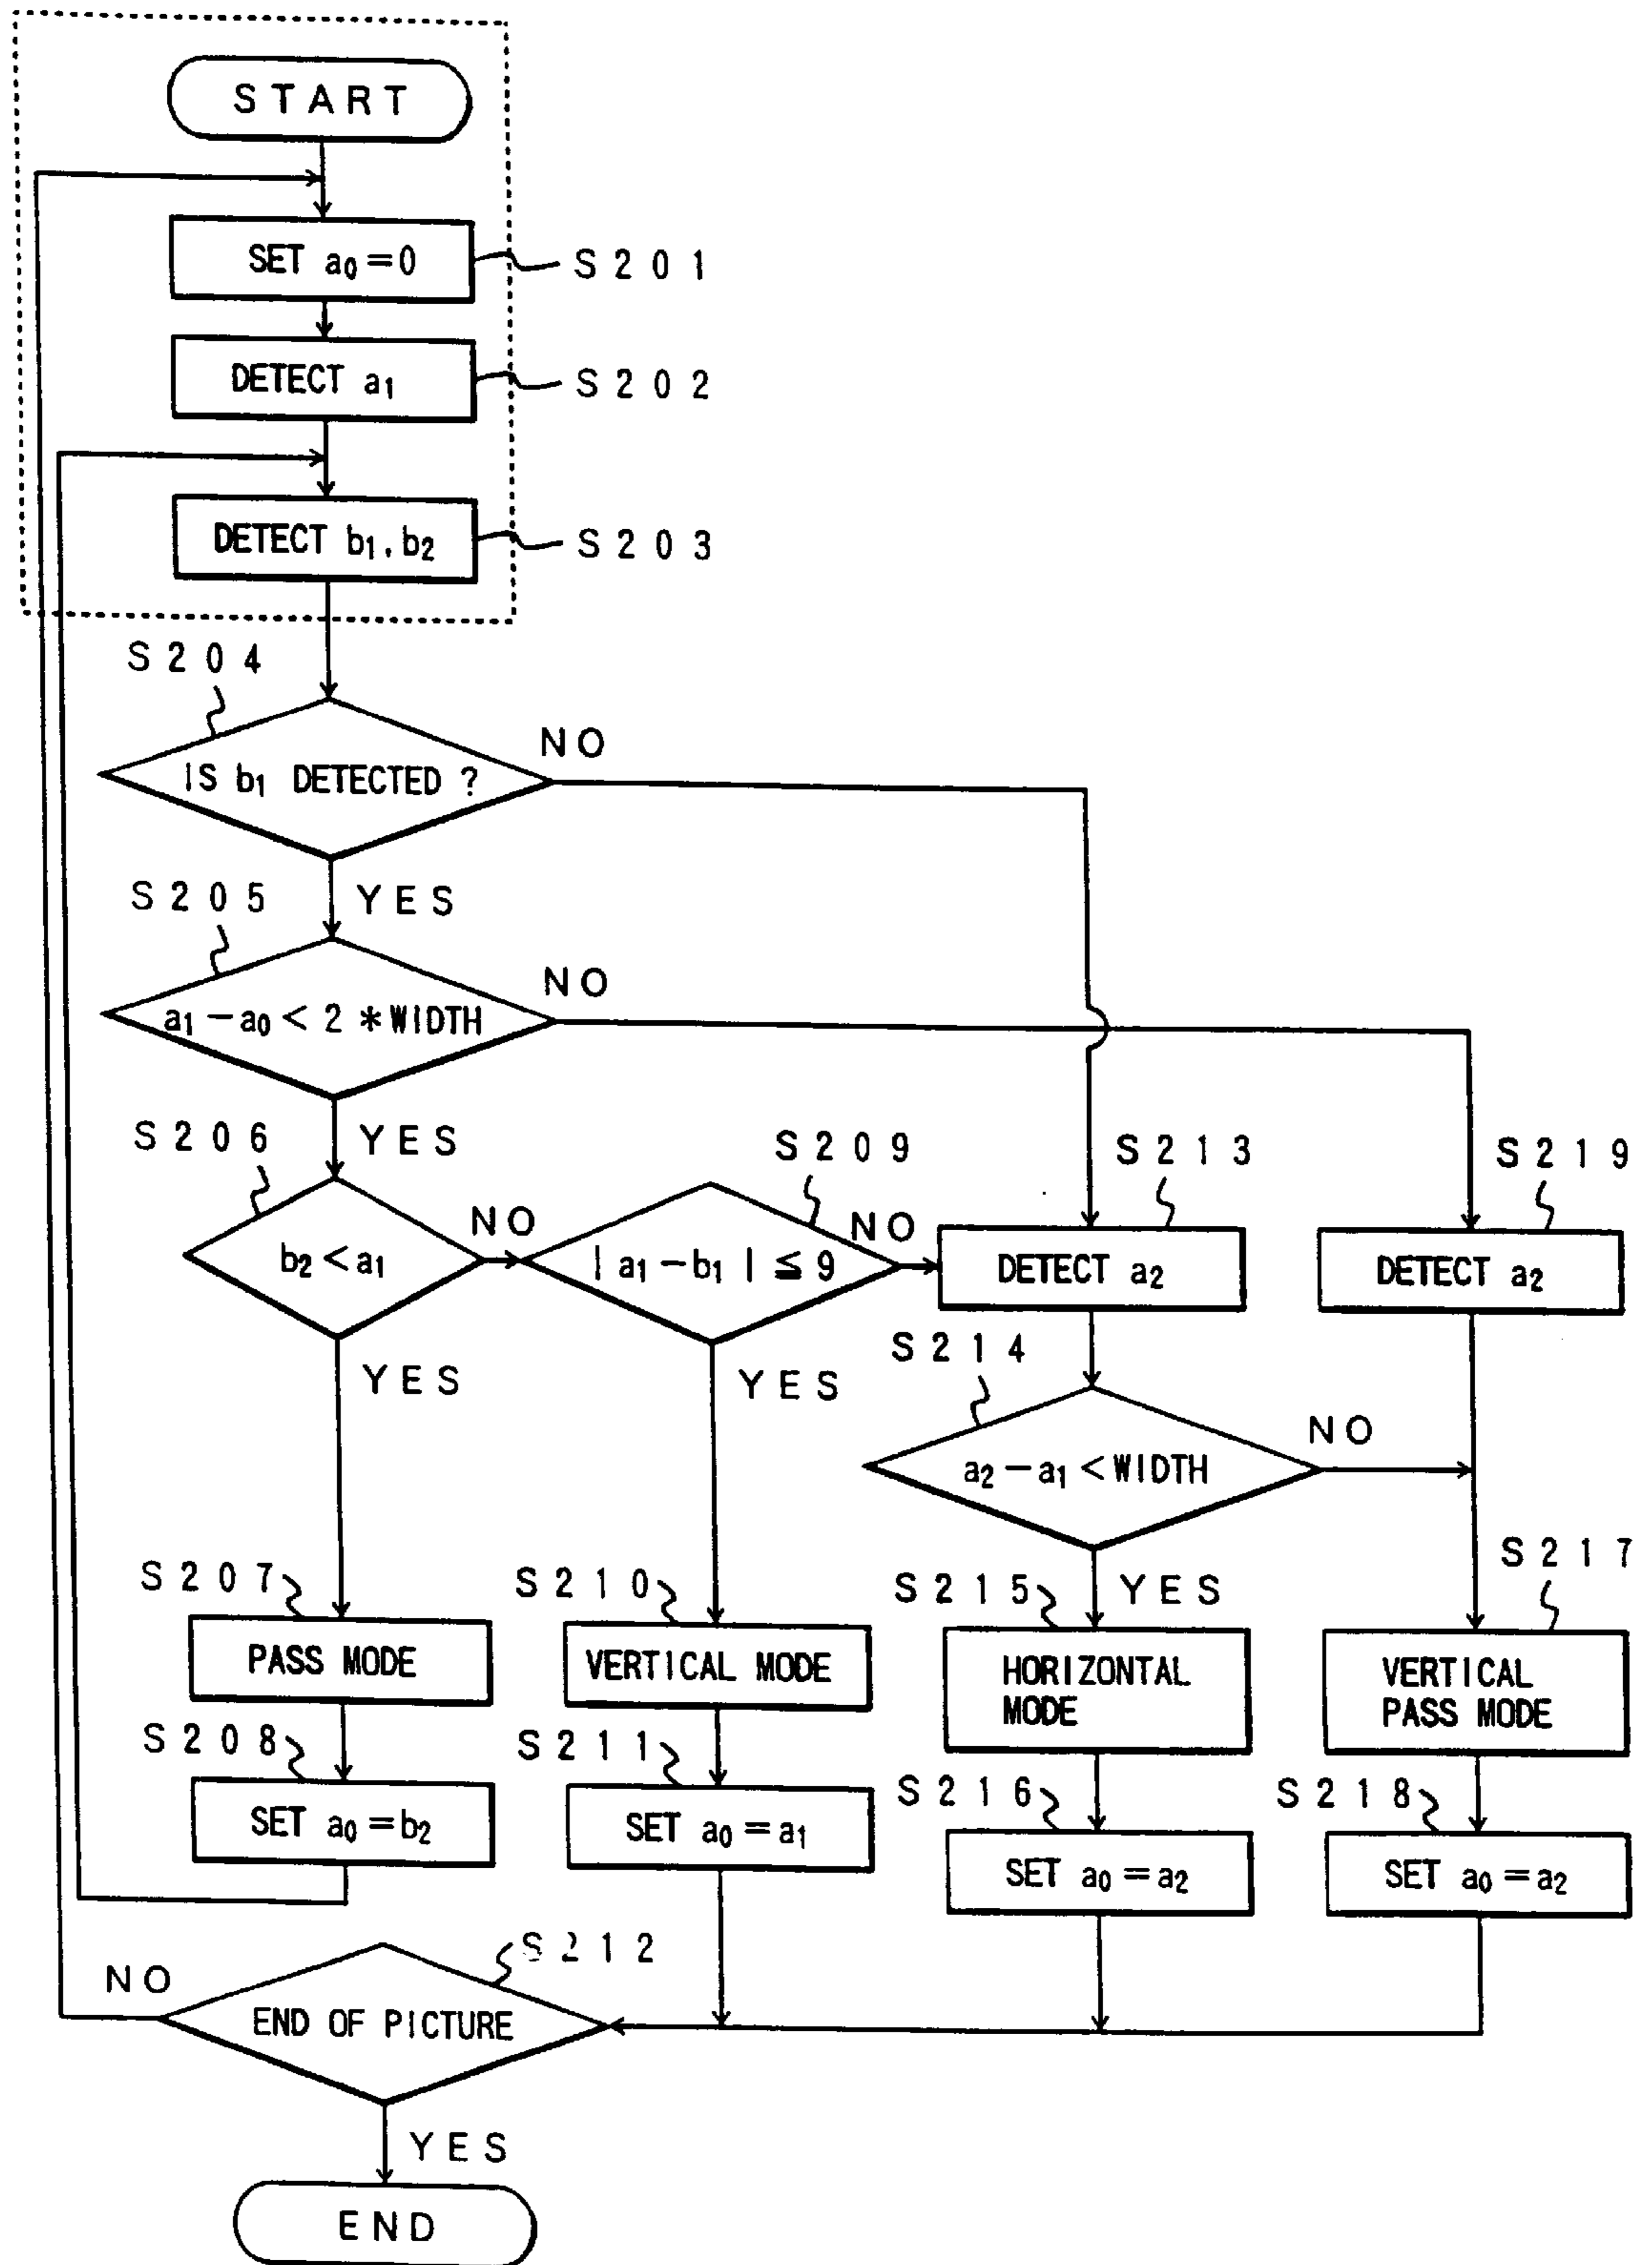 START
SET a₀=0
S201
DETECT a₁
S202
DETECT b₁, b₂
S203
S204
IS b₁ DETECTED ?
NO
YES
S205
a₁−a₀<2*WIDTH
NO
YES
S206
b₂<a₁
NO
YES
S209
|a₁−b₁|≦9
NO
YES
S213
DETECT a₂
S219
DETECT a₂
S214
a₂−a₁<WIDTH
NO
YES
S207
PASS MODE
S210
VERTICAL MODE
S215
HORIZONTAL
MODE
S217
VERTICAL
PASS MODE
S208
SET a₀=b₂
S211
SET a₀=a₁
S216
SET a₀=a₂
S218
SET a₀=a₂
S212
END OF PICTURE
NO
YES
END